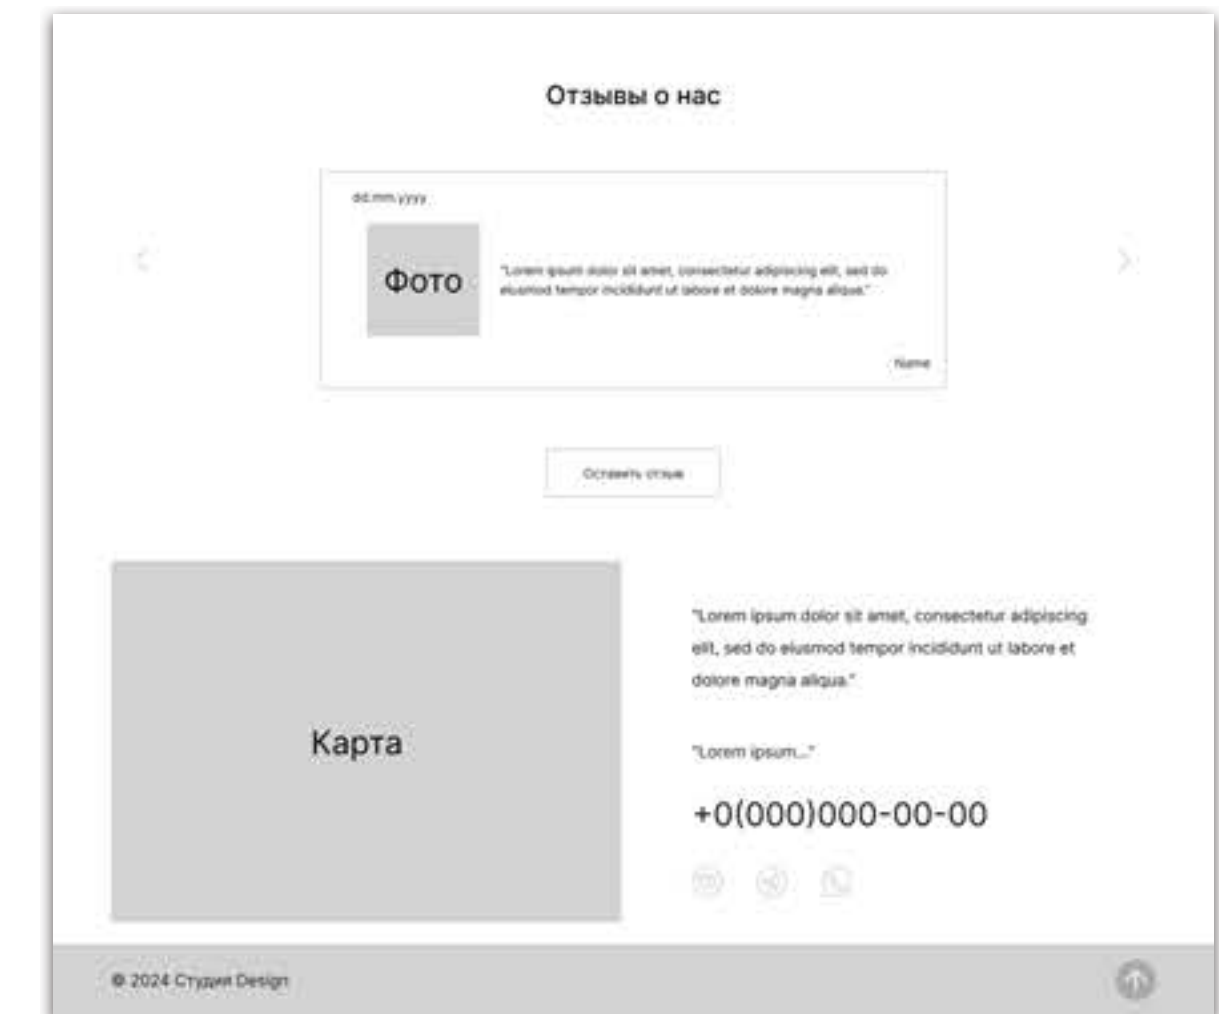 Отзывы о нас
dd.mm.yyyy
Фото
"Lorem ipsum dolor sit amet, consectetur adipiscing elit, sed do
eiusmod tempor incididunt ut labore et dolore magna aliqua."
Name
Оставить отзыв
Карта
"Lorem ipsum dolor sit amet, consectetur adipiscing
elit, sed do eiusmod tempor incididunt ut labore et
dolore magna aliqua."
"Lorem ipsum..."
+0(000)000-00-00
© 2024 Студия Design